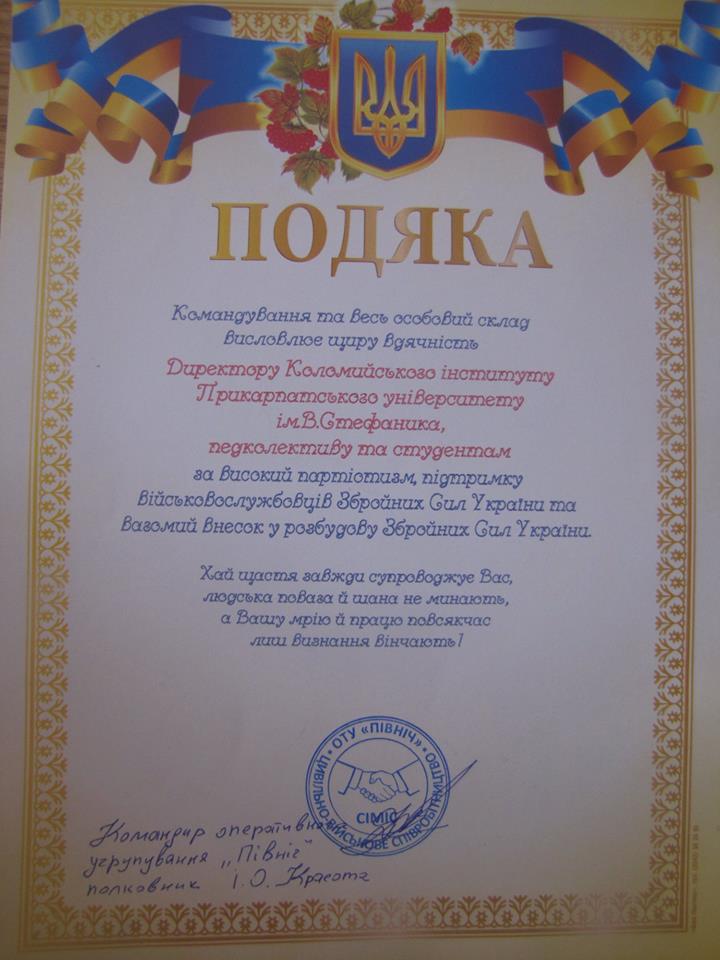 ПОДЯКА
Командування та весь особовий склад
висловлює щиру вдячність
Директору Коломийського інституту
Прикарпатського університету
ім.В.Стефаника,
педколективу та студентам
за високий партіотизм, підтримку
військовослужбовців Збройних Сил України та
вагомий внесок у розбудову Збройних Сил України.
Хай щастя завжди супроводжує Вас,
людська повага й шана не минають,
а Вашу мрію й працю повсякчас
лиш визнання вінчають!
ОТУ «ПІВНІЧ»
ЦИВІЛЬНО-ВІЙСЬКОВЕ СПІВРОБІТНИЦТВО
СІМІС
Командир оперативно
угрупування „Північ"
полковник І.О. Красота